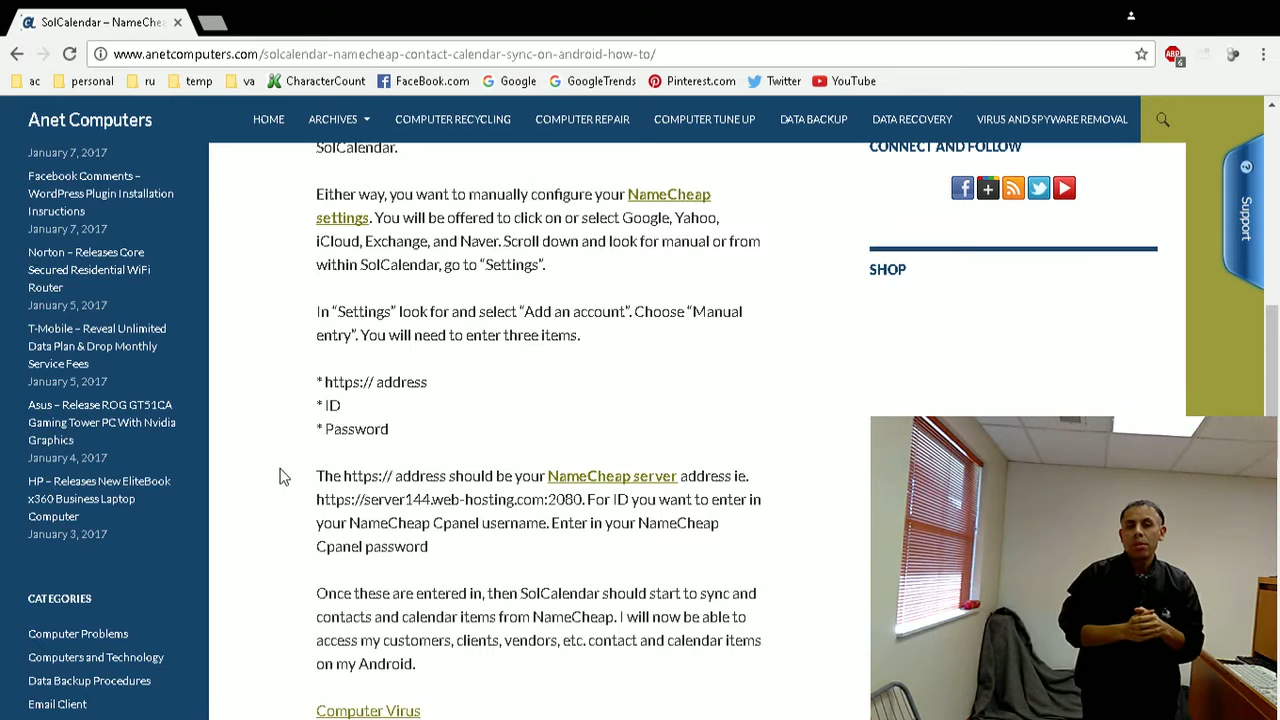 SolCalendar – NameChea
www.anetcomputers.com/solcalendar-namecheap-contact-calendar-sync-on-android-how-to/
ABP
6
ac
personal
ru
temp
va
CharacterCount
FaceBook.com
Google
GoogleTrends
Pinterest.com
Twitter
YouTube
Anet Computers
HOME
ARCHIVES
COMPUTER RECYCLING
COMPUTER REPAIR
COMPUTER TUNE UP
DATA BACKUP
DATA RECOVERY
VIRUS AND SPYWARE REMOVAL
January 7, 2017
Facebook Comments –
WordPress Plugin Installation
Insructions
January 7, 2017
Norton – Releases Core
Secured Residential WiFi
Router
January 5, 2017
T-Mobile – Reveal Unlimited
Data Plan & Drop Monthly
Service Fees
January 5, 2017
Asus – Release ROG GT51CA
Gaming Tower PC With Nvidia
Graphics
January 4, 2017
HP – Releases New EliteBook
x360 Business Laptop
Computer
January 3, 2017
CATEGORIES
Computer Problems
Computers and Technology
Data Backup Procedures
Email Client
SolCalendar.
Either way, you want to manually configure your NameCheap
settings. You will be offered to click on or select Google, Yahoo,
iCloud, Exchange, and Naver. Scroll down and look for manual or from
within SolCalendar, go to “Settings”.
In “Settings” look for and select “Add an account”. Choose “Manual
entry”. You will need to enter three items.
* https:// address
* ID
* Password
The https:// address should be your NameCheap server address ie.
https://server144.web-hosting.com:2080. For ID you want to enter in
your NameCheap Cpanel username. Enter in your NameCheap
Cpanel password
Once these are entered in, then SolCalendar should start to sync and
contacts and calendar items from NameCheap. I will now be able to
access my customers, clients, vendors, etc. contact and calendar items
on my Android.
Computer Virus
CONNECT AND FOLLOW
SHOP
Support